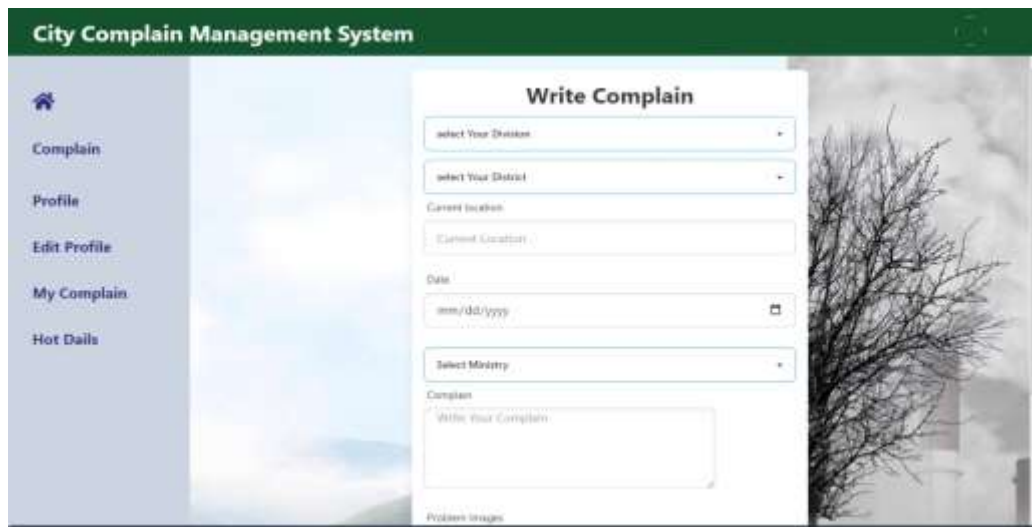 City Complain Management System
Complain
Profile
Edit Profile
My Complain
Hot Dails
Write Complain
select Your Division
select Your District
Current location
Current Location
Date
mm/dd/yyyy
Select Ministry
Complain
Write Your Complain
Problem Images